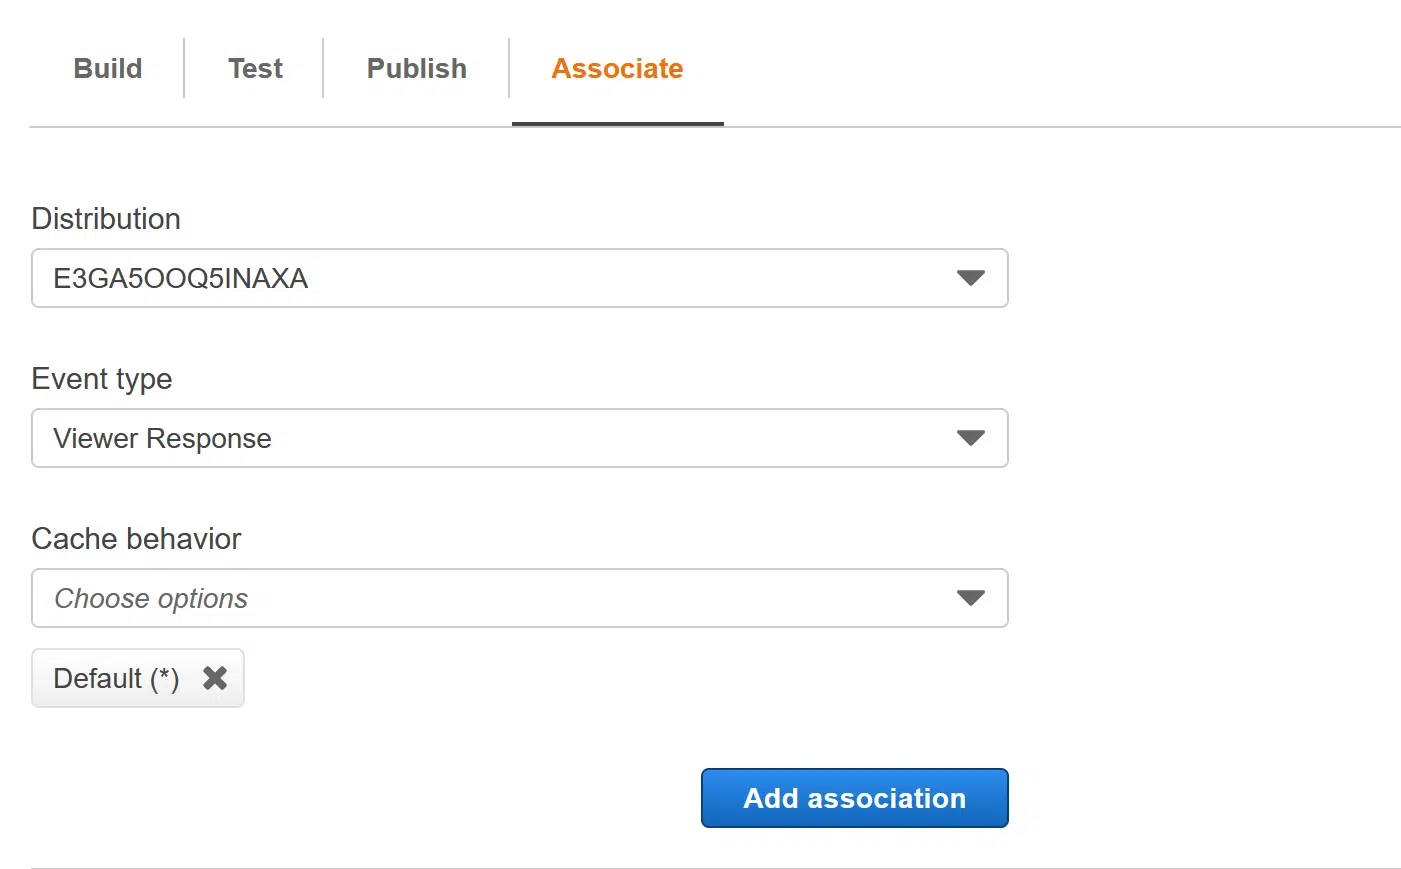 Build Test Publish Associate
Distribution
E3GA5OOQ5INAXA
Event type
Viewer Response
Cache behavior
Choose options
Default (*)
Add association